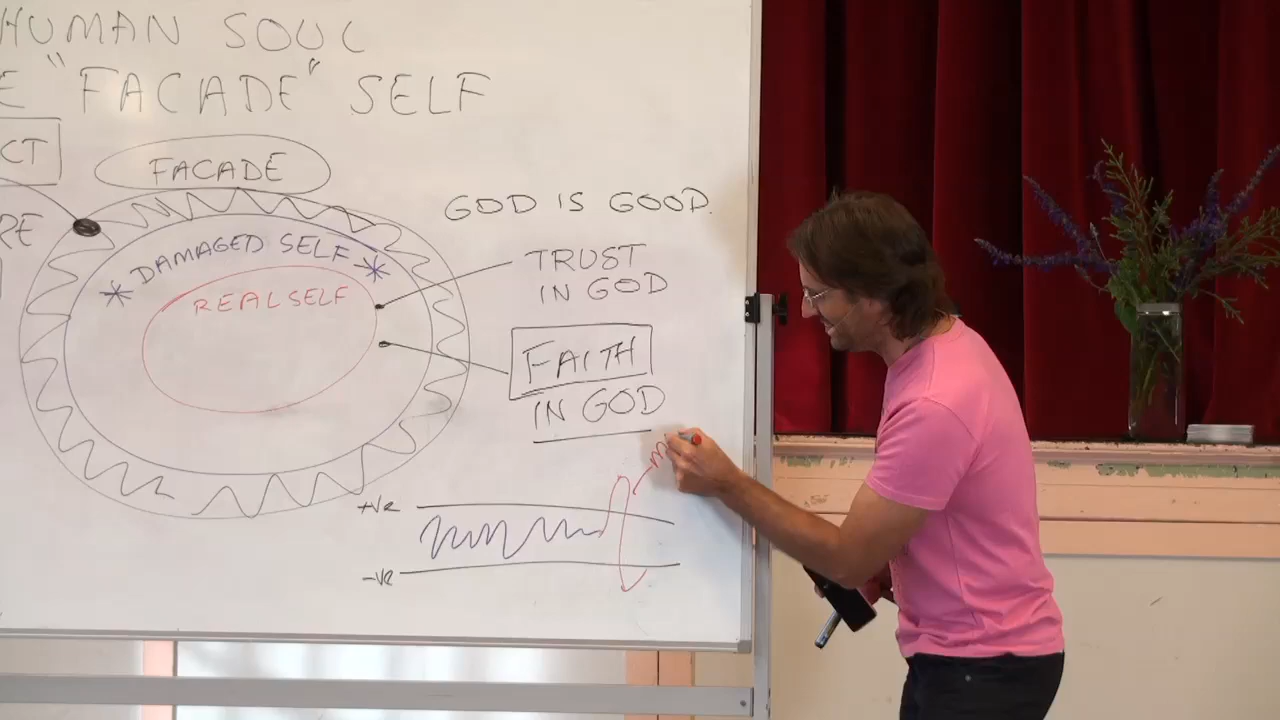 HUMAN SOUL
E "FACADE" SELF
CT
FACADE
RE
GOD IS GOOD.
* DAMAGED SELF *
TRUST
IN GOD
REAL SELF
FAITH
IN GOD
+VE
-VE